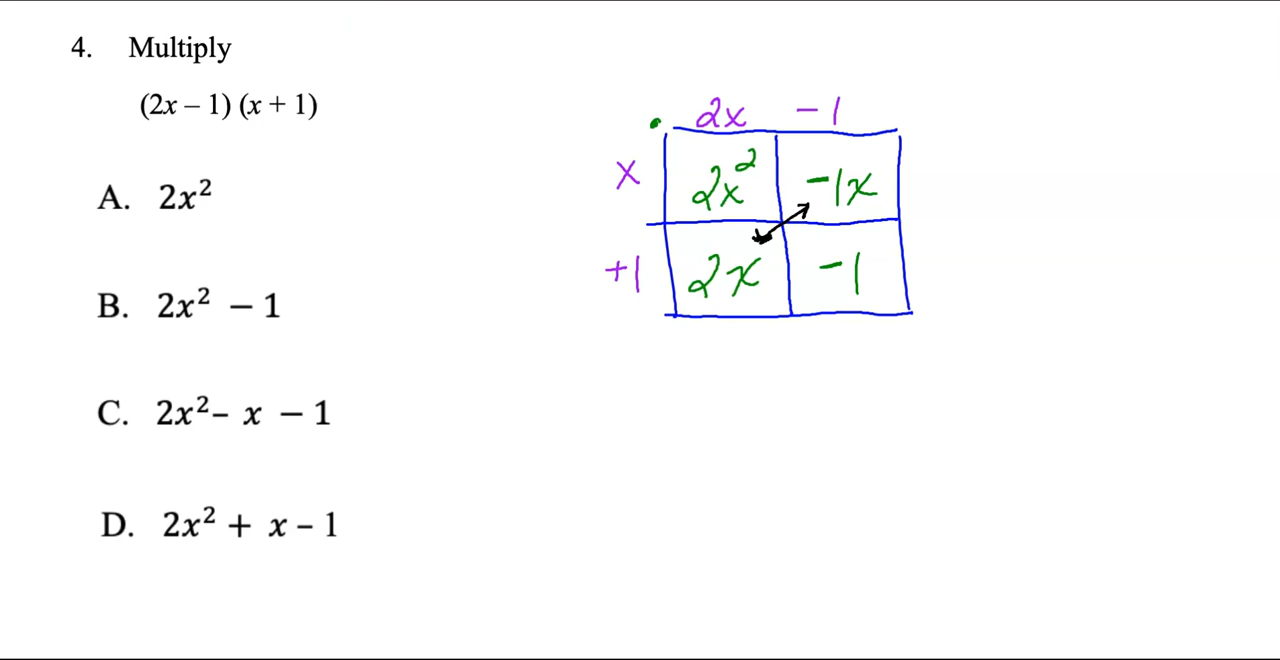 4. Multiply
(2x – 1) (x + 1)
A. 2x²
B. 2x² – 1
C. 2x²– x – 1
D. 2x² + x – 1
• 2x –1
x 2x² –1x
+1 2x –1